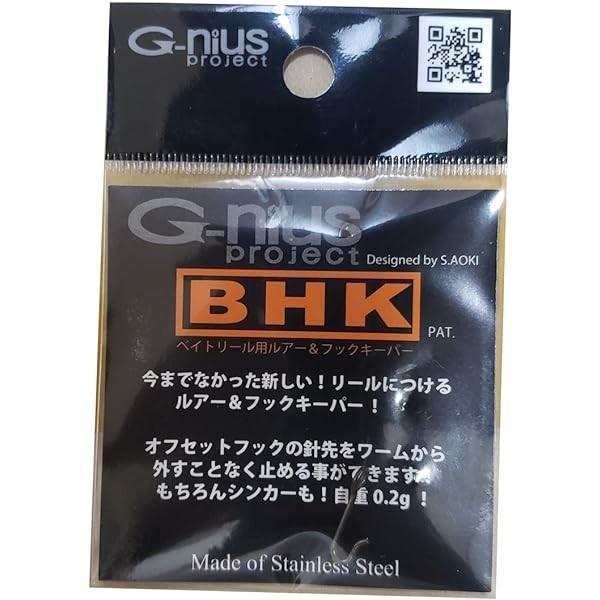 G-nius
project
G-nius
project
Designed by S.AOKI
BHK
PAT.
ベイトリール用ルアー＆フックキーパー
今までなかった新しい！リールにつける
ルアー＆フックキーパー！
オフセットフックの針先をワームから
外すことなく止める事ができます！
もちろんシンカーも！自重 0.2g ！
Made of Stainless Steel